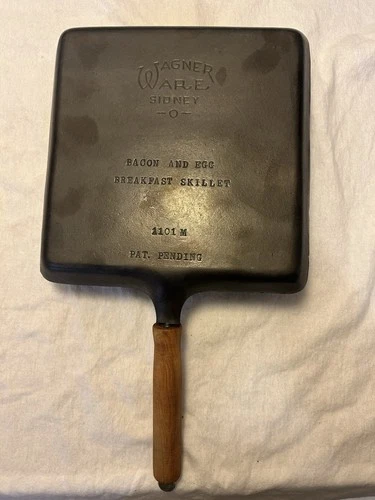 WAGNER
WARE
SIDNEY
-O-
BACON AND EGG
BREAKFAST SKILLET
1101 M
PAT. PENDING